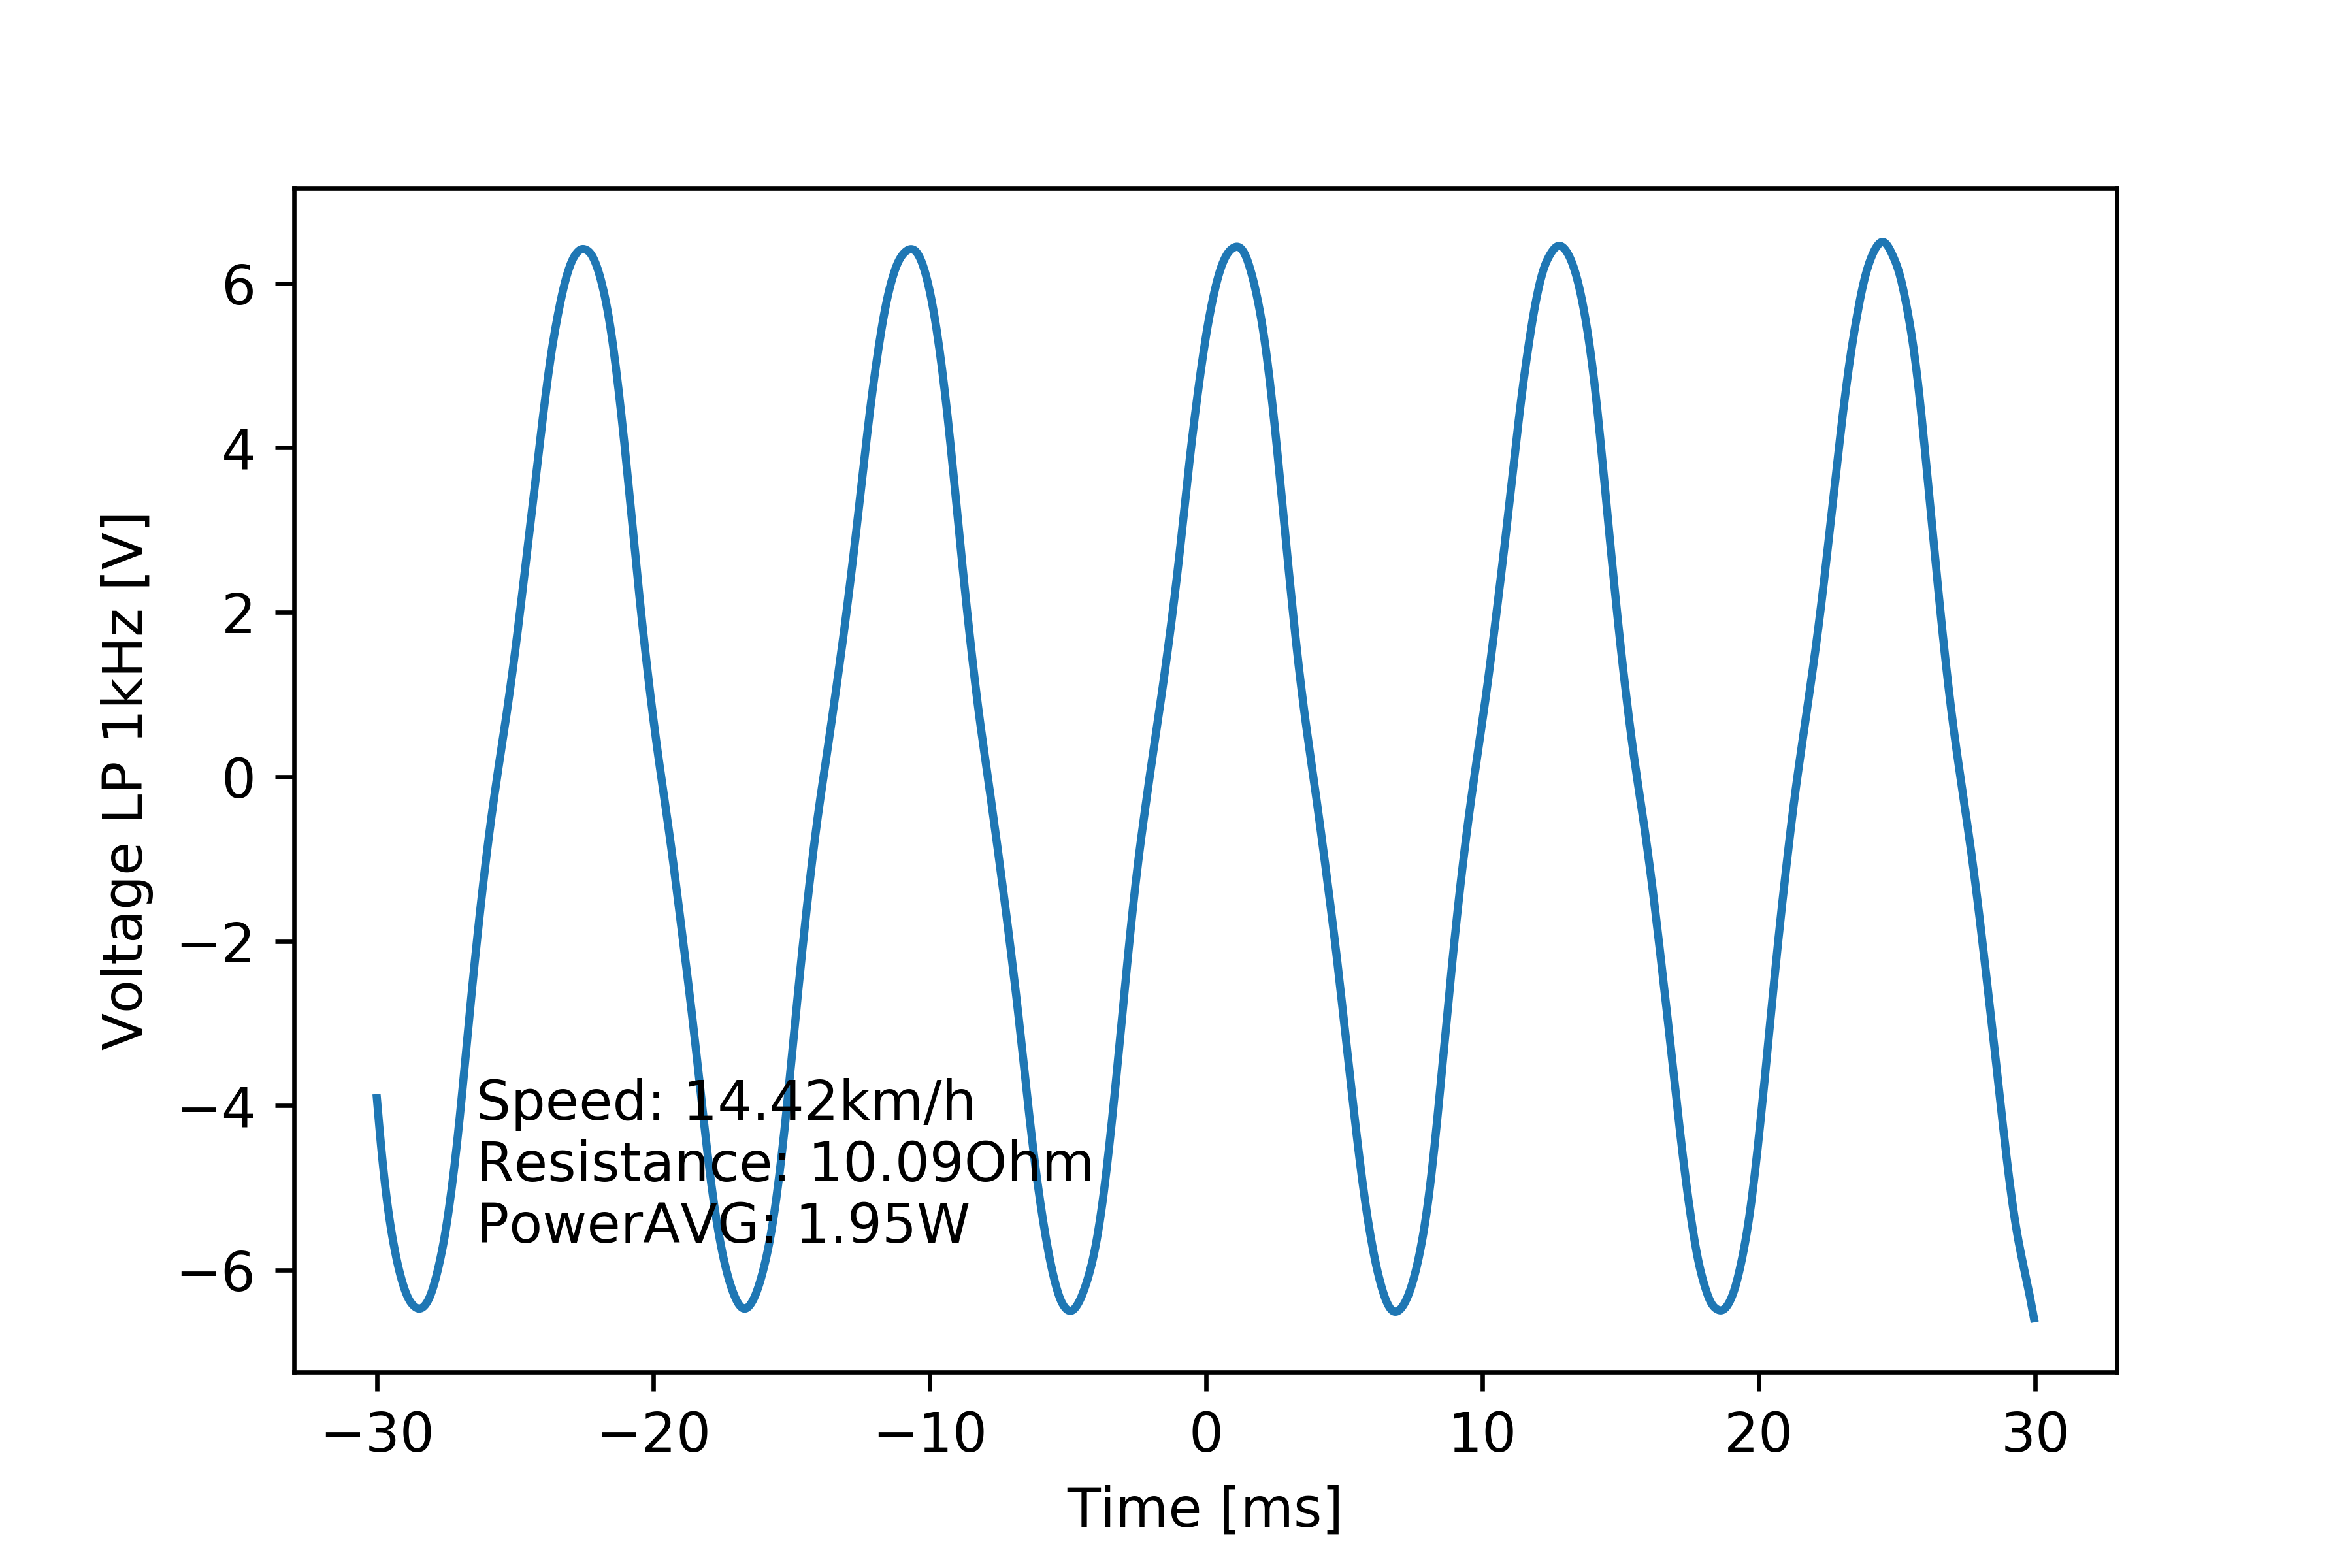 6
4
2
0
−2
−4
−6
Voltage LP 1kHz [V]
Speed: 14.42km/h
Resistance: 10.09Ohm
PowerAVG: 1.95W
−30 −20 −10 0 10 20 30
Time [ms]